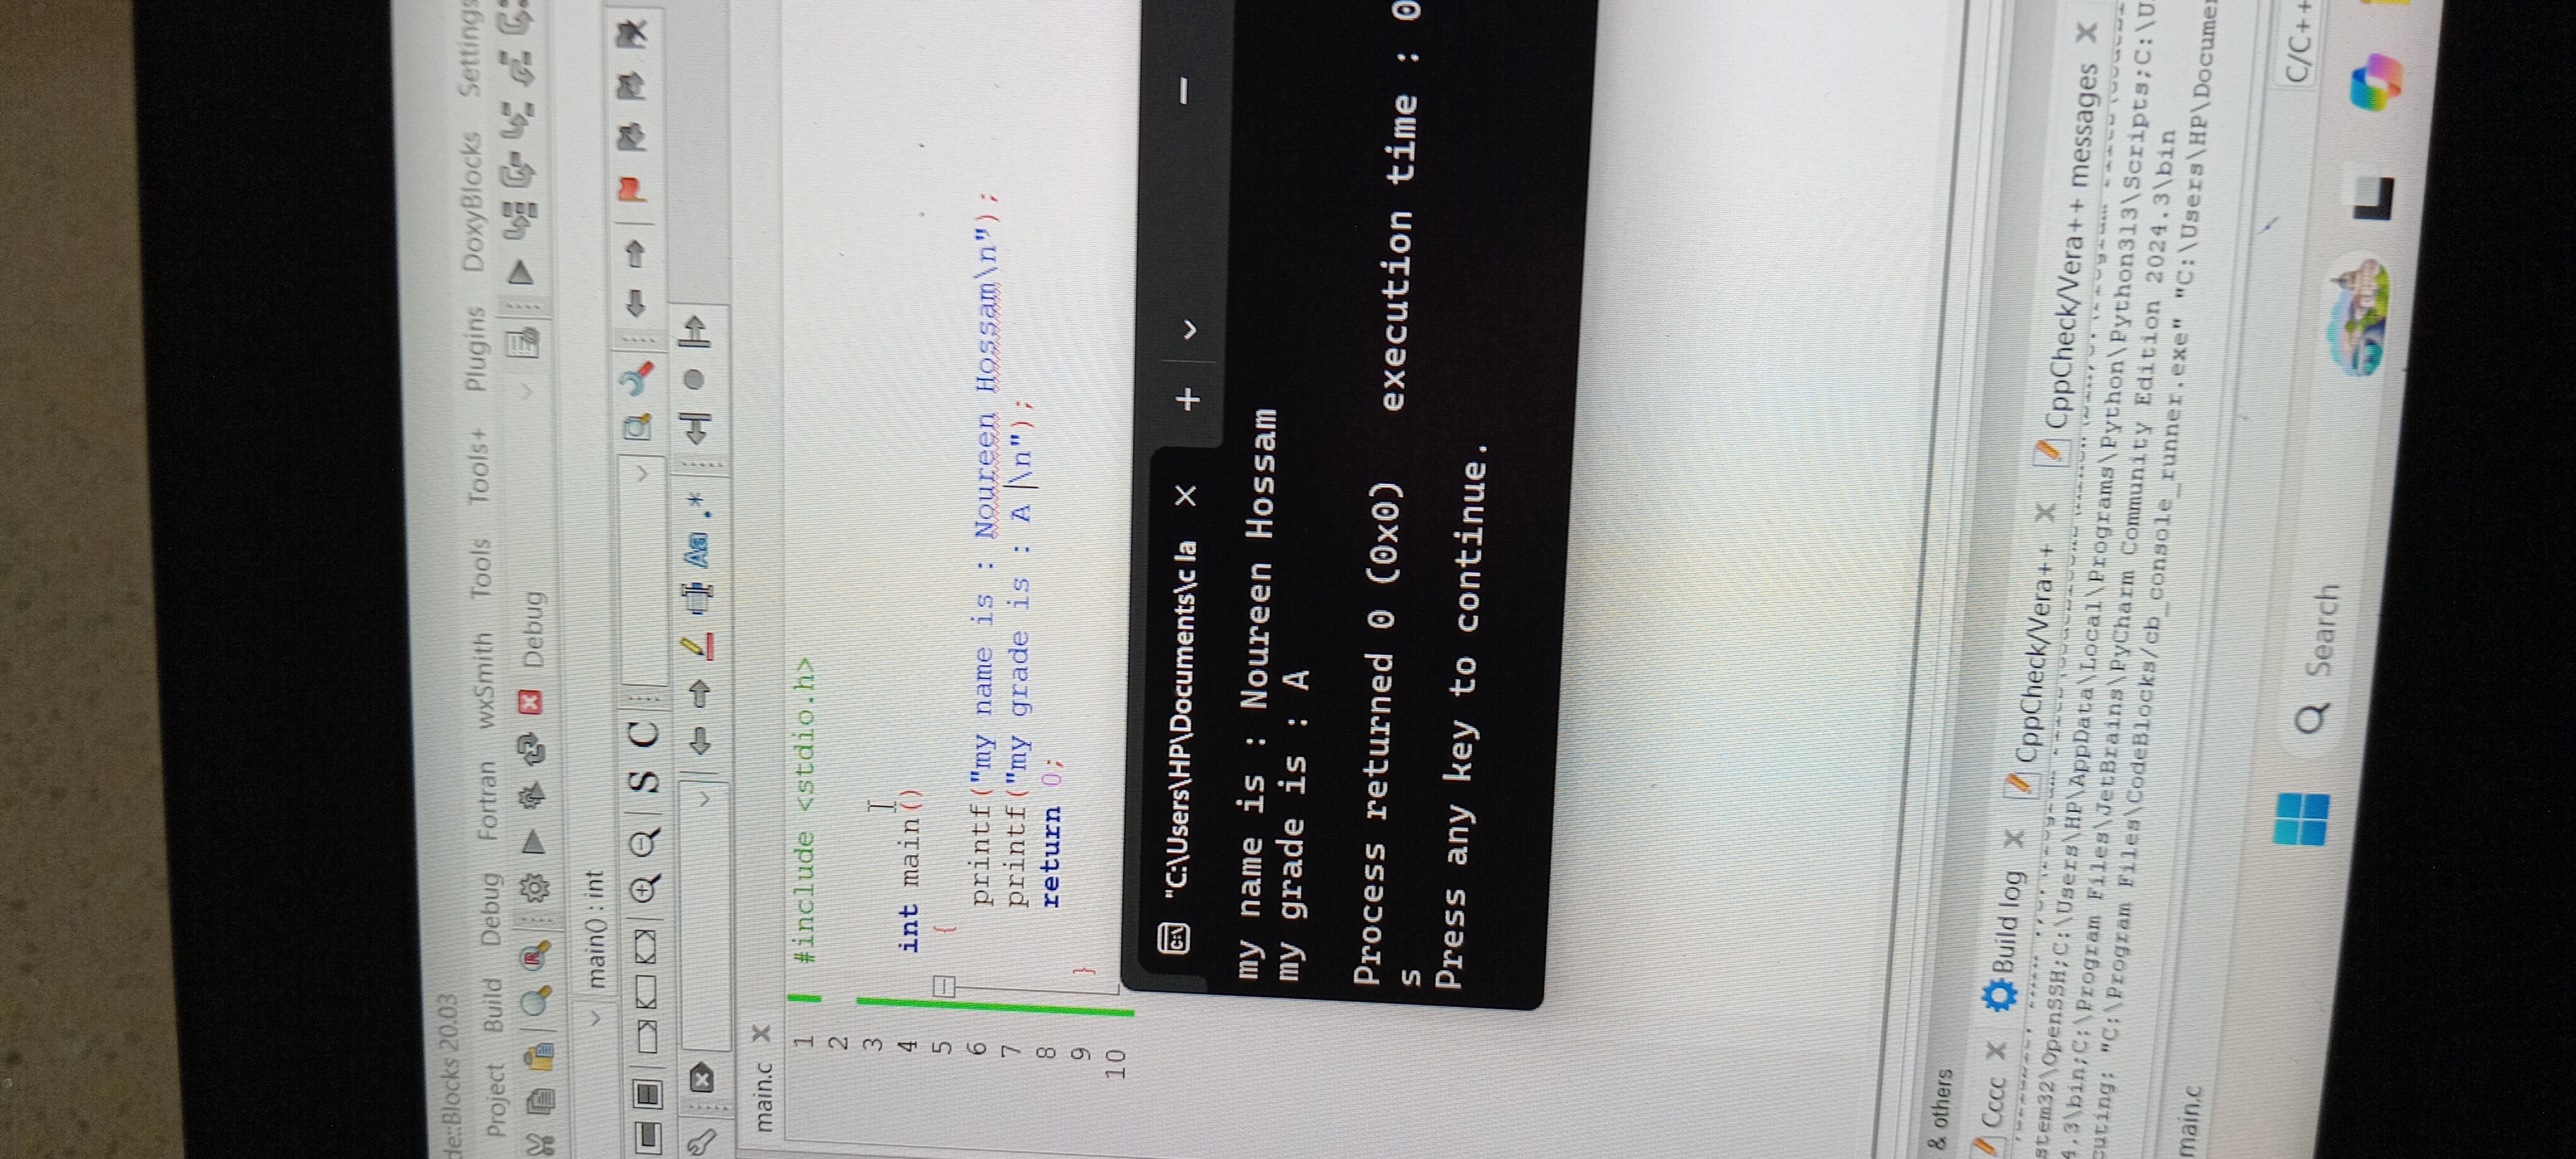 de::Blocks 20.03
Project Build Debug Fortran wxSmith Tools Tools+ Plugins DoxyBlocks Settings
Debug
main() : int
S C
Aa .*
main.c
1 #include <stdio.h>
2
3
4 int main()
5 {
6 printf("my name is : Noureen Hossam\n");
7 printf("my grade is : A \n");
8 return 0;
9 }
10
"C:\Users\HP\Documents\c la
my name is : Noureen Hossam
my grade is : A
Process returned 0 (0x0) execution time : 0
s
Press any key to continue.
& others
Cccc Build log CppCheck/Vera++ CppCheck/Vera++ messages
stem32\OpenSSH;C:\Users\HP\AppData\Local\Programs\Python\Python313\Scripts;C:\U
4.3\bin;C:\Program Files\JetBrains\PyCharm Community Edition 2024.3\bin
cuting: "C:\Program Files\CodeBlocks/cb_console_runner.exe" "C:\Users\HP\Docume
main.c
C/C++
Search